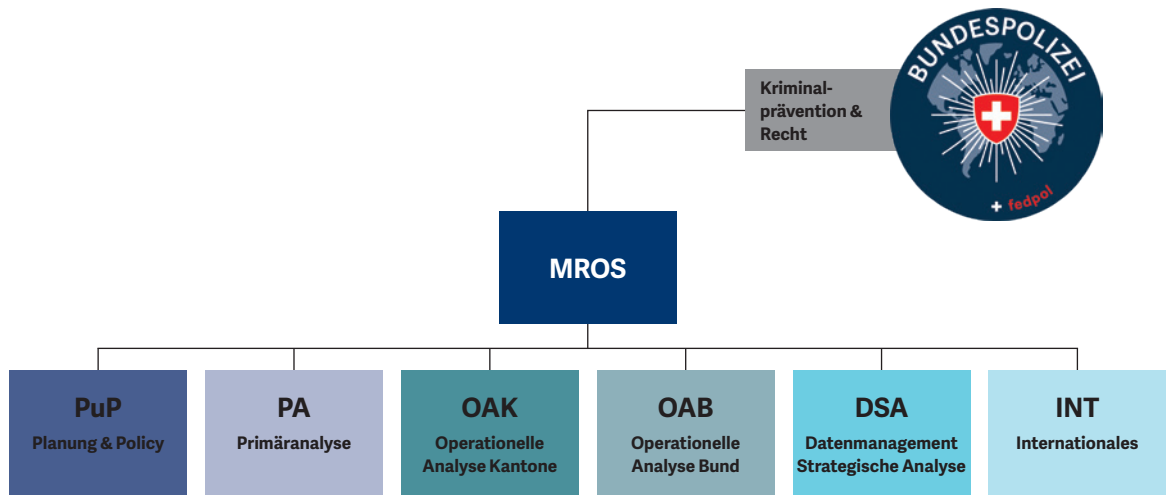 BUNDESPOLIZEI
Kriminal-
prävention &
Recht
+ fedpol
MROS
PuP
Planung & Policy
PA
Primäranalyse
OAK
Operationelle
Analyse Kantone
OAB
Operationelle
Analyse Bund
DSA
Datenmanagement
Strategische Analyse
INT
Internationales